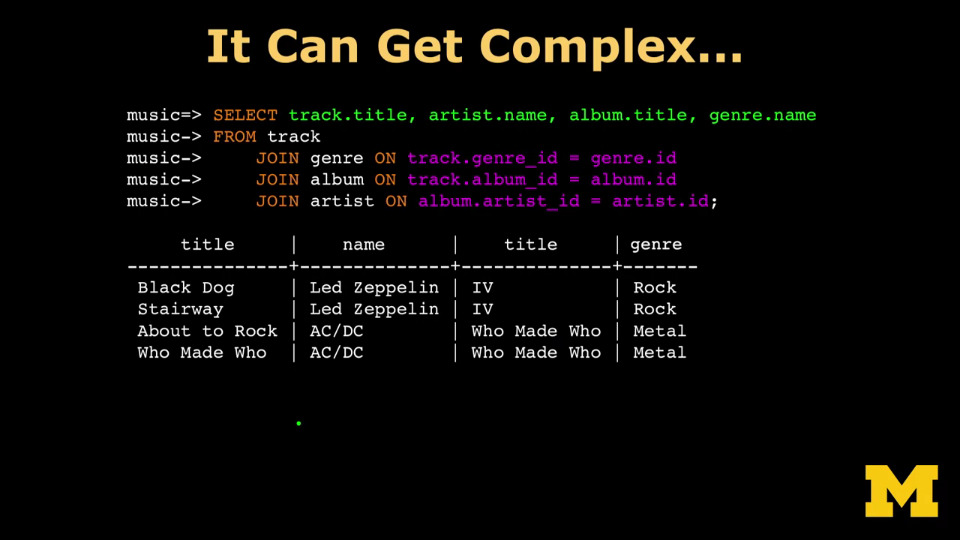 It Can Get Complex...
music=> SELECT track.title, artist.name, album.title, genre.name
music-> FROM track
music->     JOIN genre ON track.genre_id = genre.id
music->     JOIN album ON track.album_id = album.id
music->     JOIN artist ON album.artist_id = artist.id;
     title     |    name      |    title     | genre
---------------+--------------+--------------+-------
 Black Dog     | Led Zeppelin | IV           | Rock
 Stairway      | Led Zeppelin | IV           | Rock
 About to Rock | AC/DC        | Who Made Who | Metal
 Who Made Who  | AC/DC        | Who Made Who | Metal
M